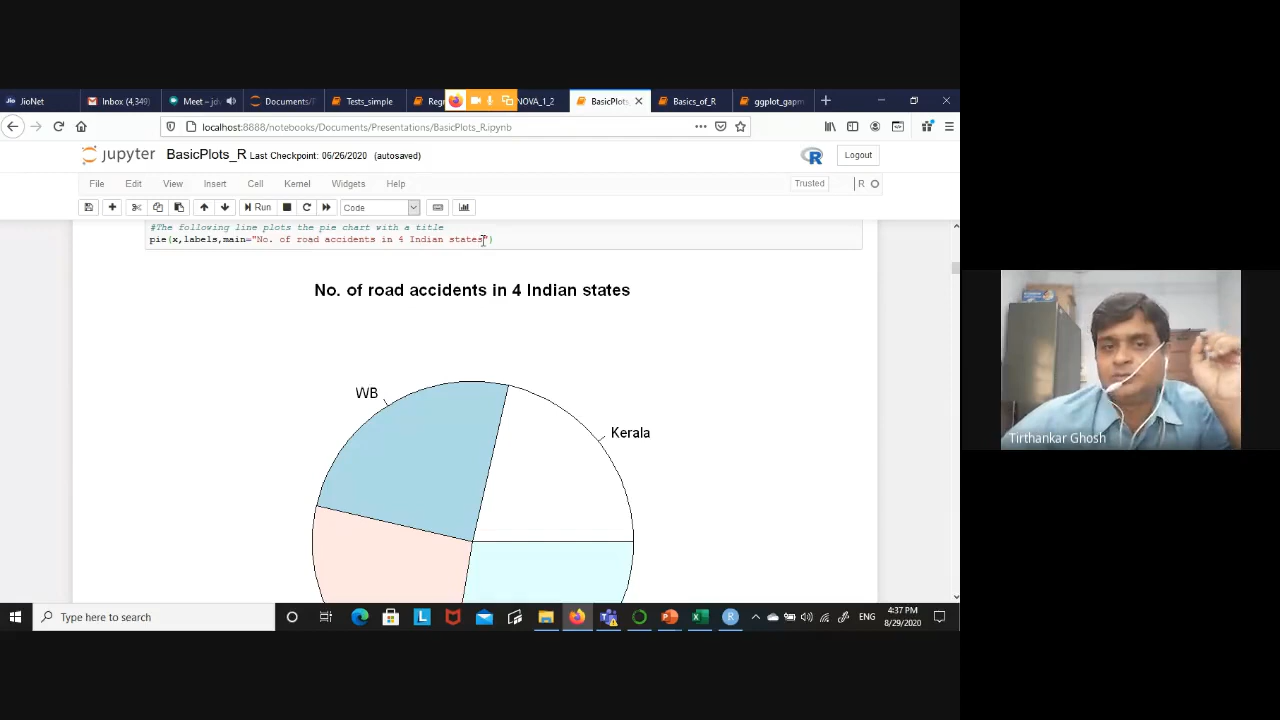 JioNet
Inbox (4,349)
Meet – jd
Documents/
Tests_simple
Regr
NOVA_1_2
BasicPlots_
Basics_of_R
ggplot_gapm
localhost:8888/notebooks/Documents/Presentations/BasicPlots_R.ipynb
jupyter
BasicPlots_R Last Checkpoint: 06/26/2020 (autosaved)
R
Logout
File Edit View Insert Cell Kernel Widgets Help
Trusted
R
Run
Code
#The following line plots the pie chart with a title
pie(x,labels,main="No. of road accidents in 4 Indian states")
No. of road accidents in 4 Indian states
WB
Kerala
Tirthankar Ghosh
Type here to search
L
R
ENG
4:37 PM
8/29/2020